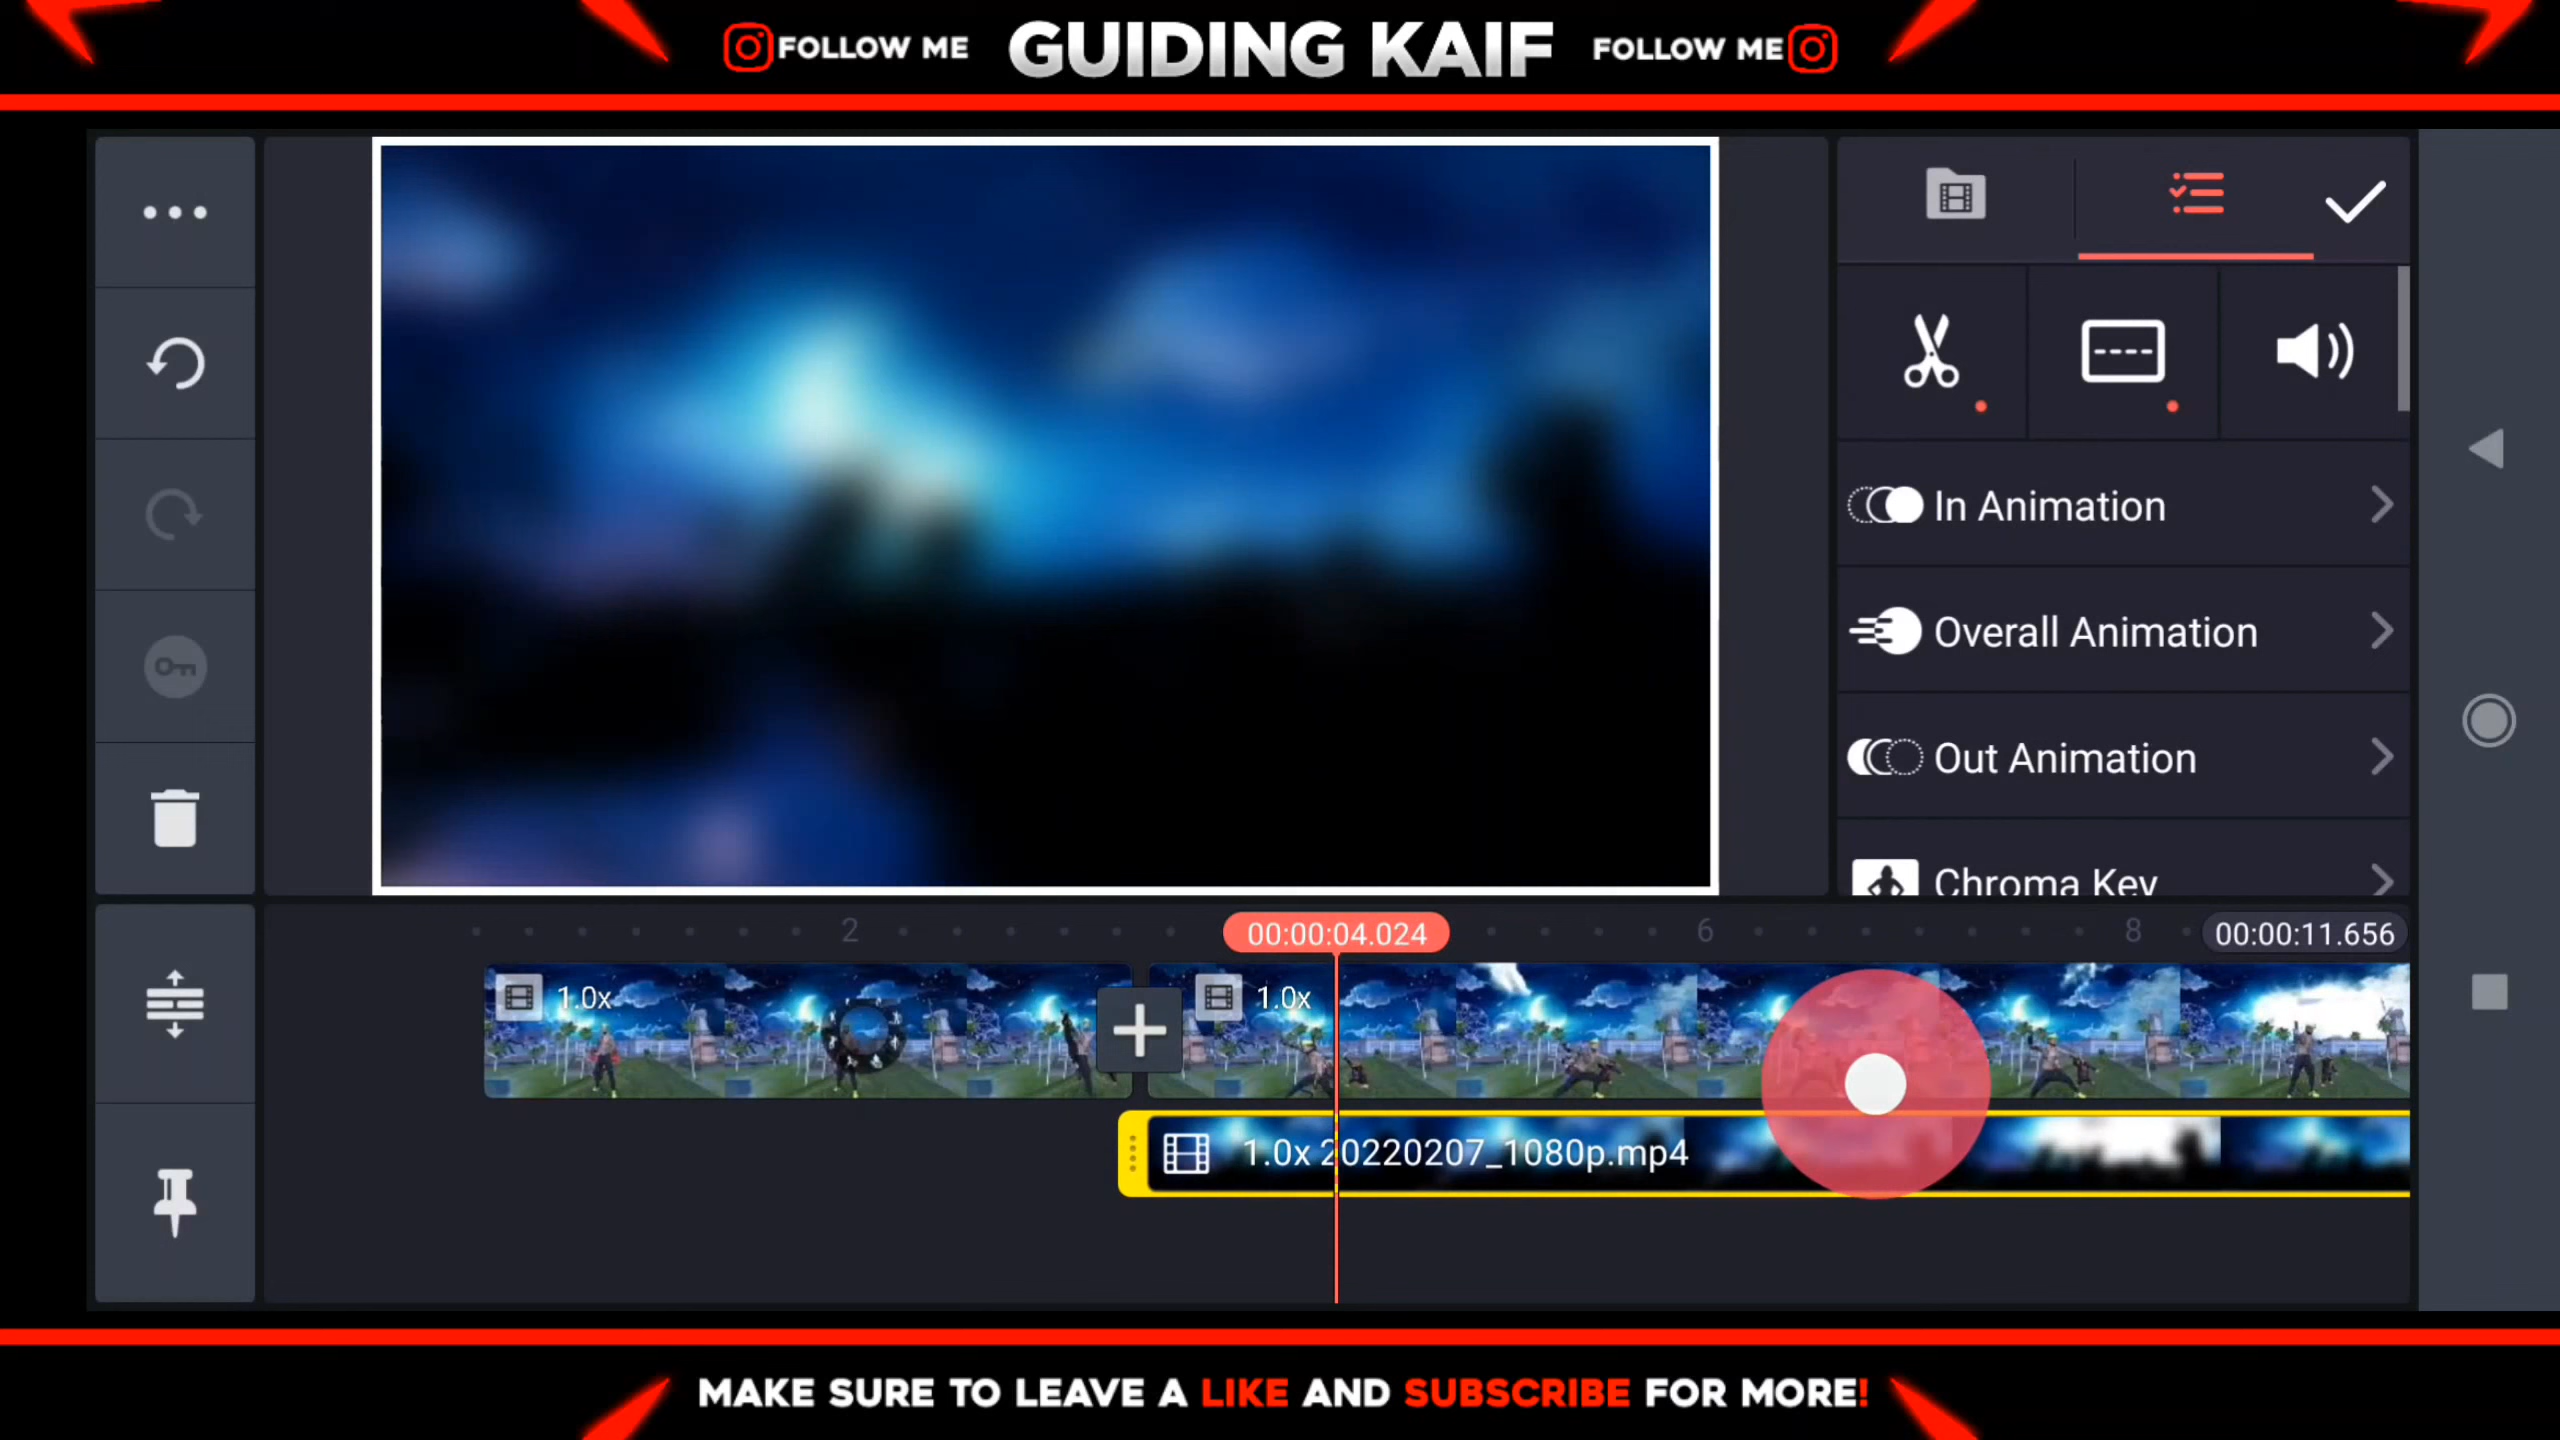 FOLLOW ME GUIDING KAIF FOLLOW ME
In Animation
Overall Animation
Out Animation
Chroma Key
2 00:00:04.024 6 8 00:00:11.656
1.0x 1.0x
1.0x 20220207_1080p.mp4
MAKE SURE TO LEAVE A LIKE AND SUBSCRIBE FOR MORE!